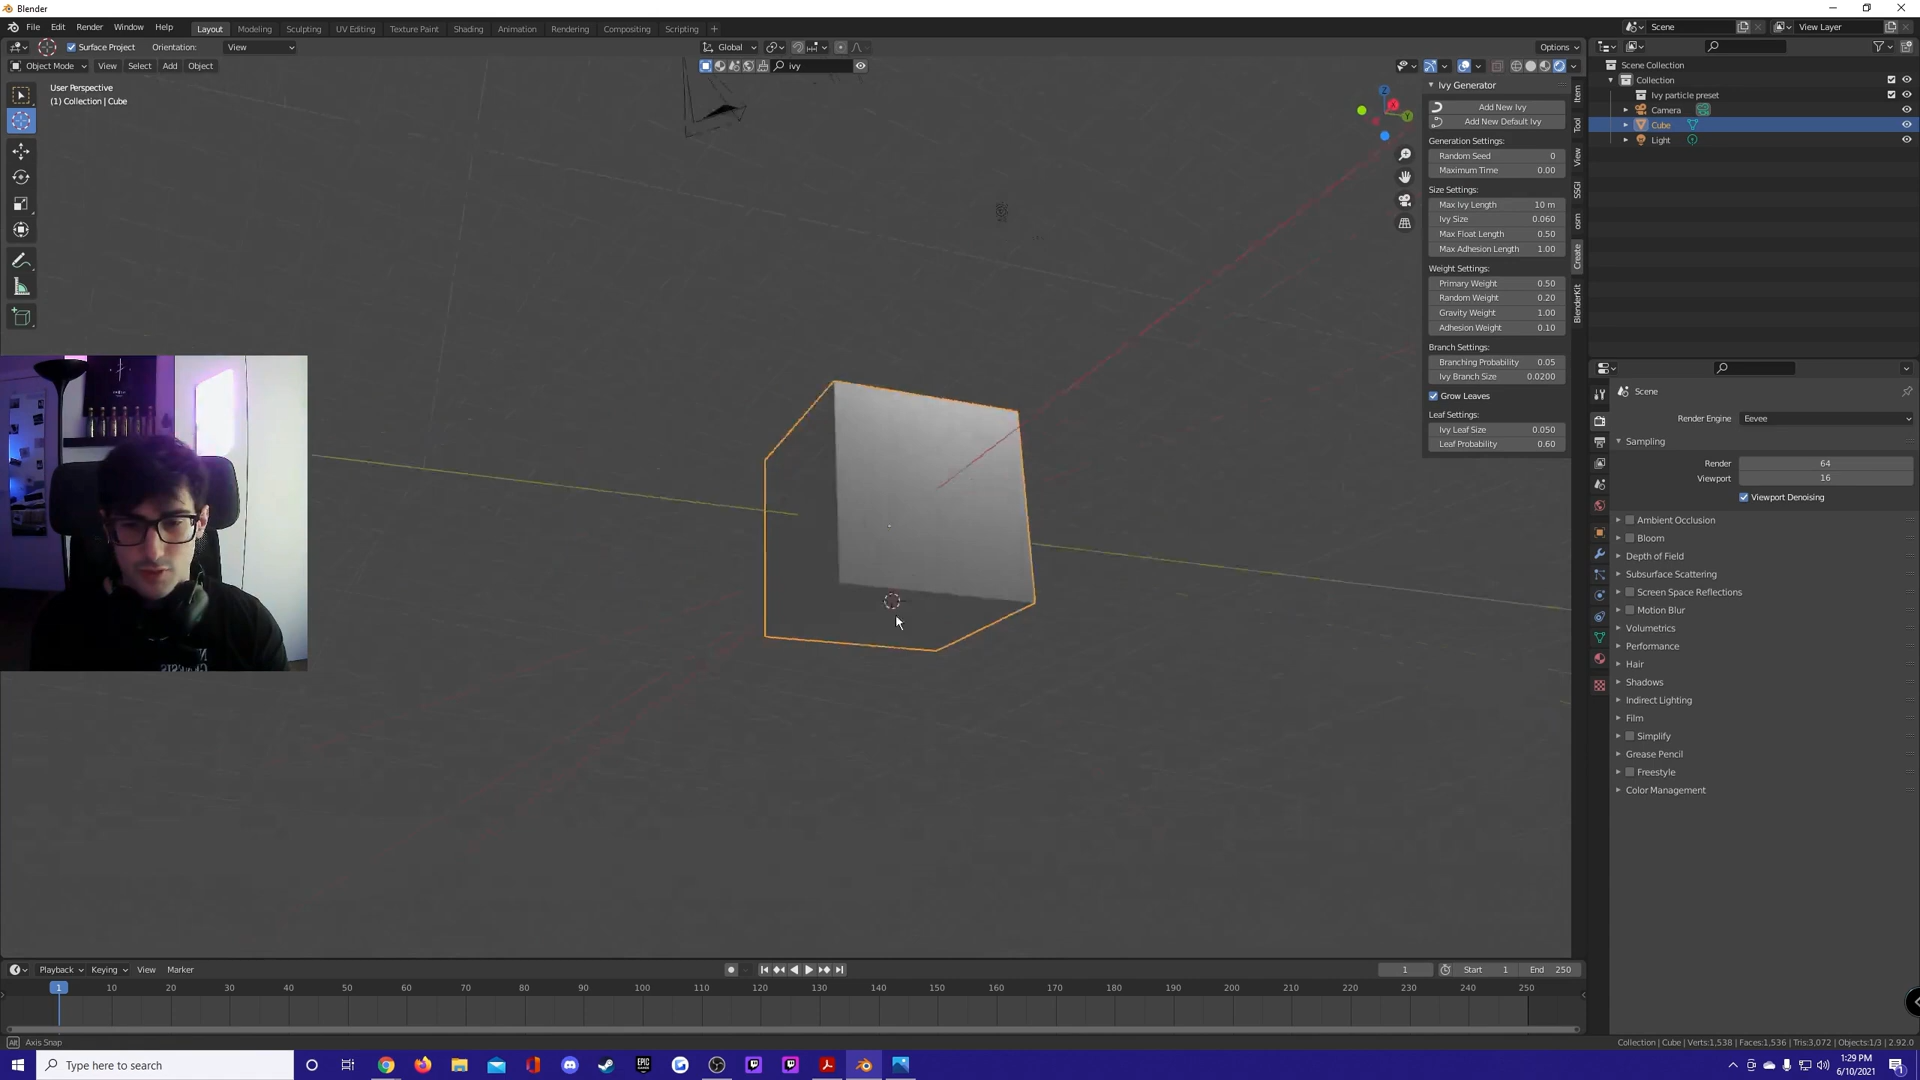 Blender
File Edit Render Window Help
Layout Modeling Sculpting UV Editing Texture Paint Shading Animation Rendering Compositing Scripting +
Scene
View Layer
Surface Project Orientation: View
Global
Options
Object Mode View Select Add Object
ivy
User Perspective
(1) Collection | Cube
Ivy Generator
Add New Ivy
Add New Default Ivy
Generation Settings:
Random Seed 0
Maximum Time 0.00
Size Settings:
Max Ivy Length 10 m
Ivy Size 0.060
Max Float Length 0.50
Max Adhesion Length 1.00
Weight Settings:
Primary Weight 0.50
Random Weight 0.20
Gravity Weight 1.00
Adhesion Weight 0.10
Branch Settings:
Branching Probability 0.05
Ivy Branch Size 0.0200
Grow Leaves
Leaf Settings:
Ivy Leaf Size 0.050
Leaf Probability 0.60
Item
Tool
View
SSGI
osm
Create
BlenderKit
Z
X
Y
Scene Collection
Collection
Ivy particle preset
Camera
Cube
Light
Scene
Render Engine Eevee
Sampling
Render 64
Viewport 16
Viewport Denoising
Ambient Occlusion
Bloom
Depth of Field
Subsurface Scattering
Screen Space Reflections
Motion Blur
Volumetrics
Performance
Hair
Shadows
Indirect Lighting
Film
Simplify
Grease Pencil
Freestyle
Color Management
Playback Keying View Marker
1 Start 1 End 250
1 10 20 30 40 50 60 70 80 90 100 110 120 130 140 150 160 170 180 190 200 210 220 230 240 250
Alt Axis Snap
Collection | Cube | Verts:1,538 | Faces:1,536 | Tris:3,072 | Objects:1/3 | 2.92.0
Type here to search
EPIC GAMES
1:29 PM
6/10/2021
1